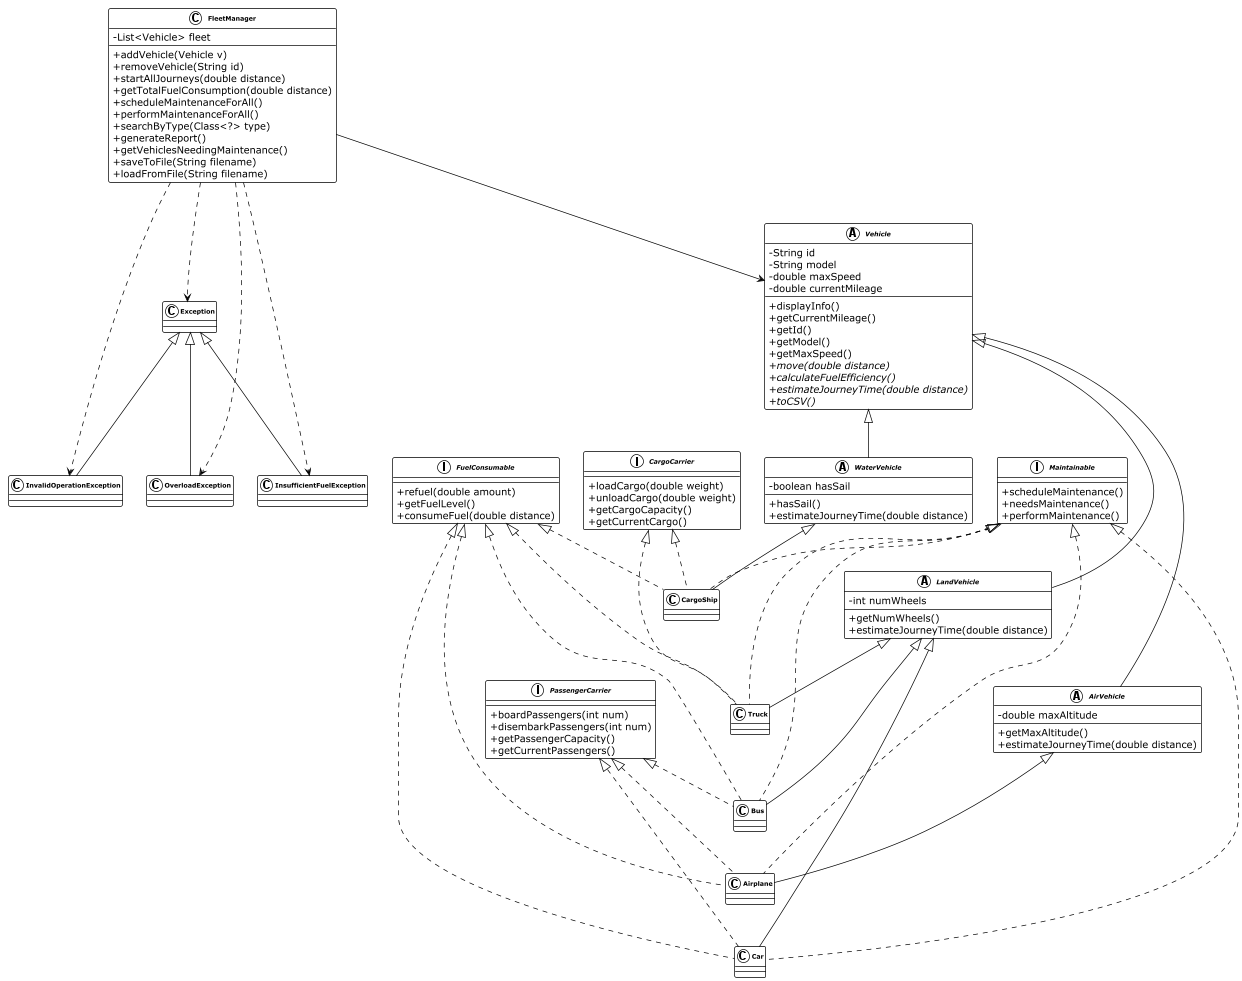 C FleetManager
-List<Vehicle> fleet
+addVehicle(Vehicle v)
+removeVehicle(String id)
+startAllJourneys(double distance)
+getTotalFuelConsumption(double distance)
+scheduleMaintenanceForAll()
+performMaintenanceForAll()
+searchByType(Class<?> type)
+generateReport()
+getVehiclesNeedingMaintenance()
+saveToFile(String filename)
+loadFromFile(String filename)
A Vehicle
-String id
-String model
-double maxSpeed
-double currentMileage
+displayInfo()
+getCurrentMileage()
+getId()
+getModel()
+getMaxSpeed()
+move(double distance)
+calculateFuelEfficiency()
+estimateJourneyTime(double distance)
+toCSV()
C Exception
C InvalidOperationException
C OverloadException
C InsufficientFuelException
I FuelConsumable
+refuel(double amount)
+getFuelLevel()
+consumeFuel(double distance)
I CargoCarrier
+loadCargo(double weight)
+unloadCargo(double weight)
+getCargoCapacity()
+getCurrentCargo()
A WaterVehicle
-boolean hasSail
+hasSail()
+estimateJourneyTime(double distance)
I Maintainable
+scheduleMaintenance()
+needsMaintenance()
+performMaintenance()
C CargoShip
A LandVehicle
-int numWheels
+getNumWheels()
+estimateJourneyTime(double distance)
I PassengerCarrier
+boardPassengers(int num)
+disembarkPassengers(int num)
+getPassengerCapacity()
+getCurrentPassengers()
C Truck
A AirVehicle
-double maxAltitude
+getMaxAltitude()
+estimateJourneyTime(double distance)
C Bus
C Airplane
C Car